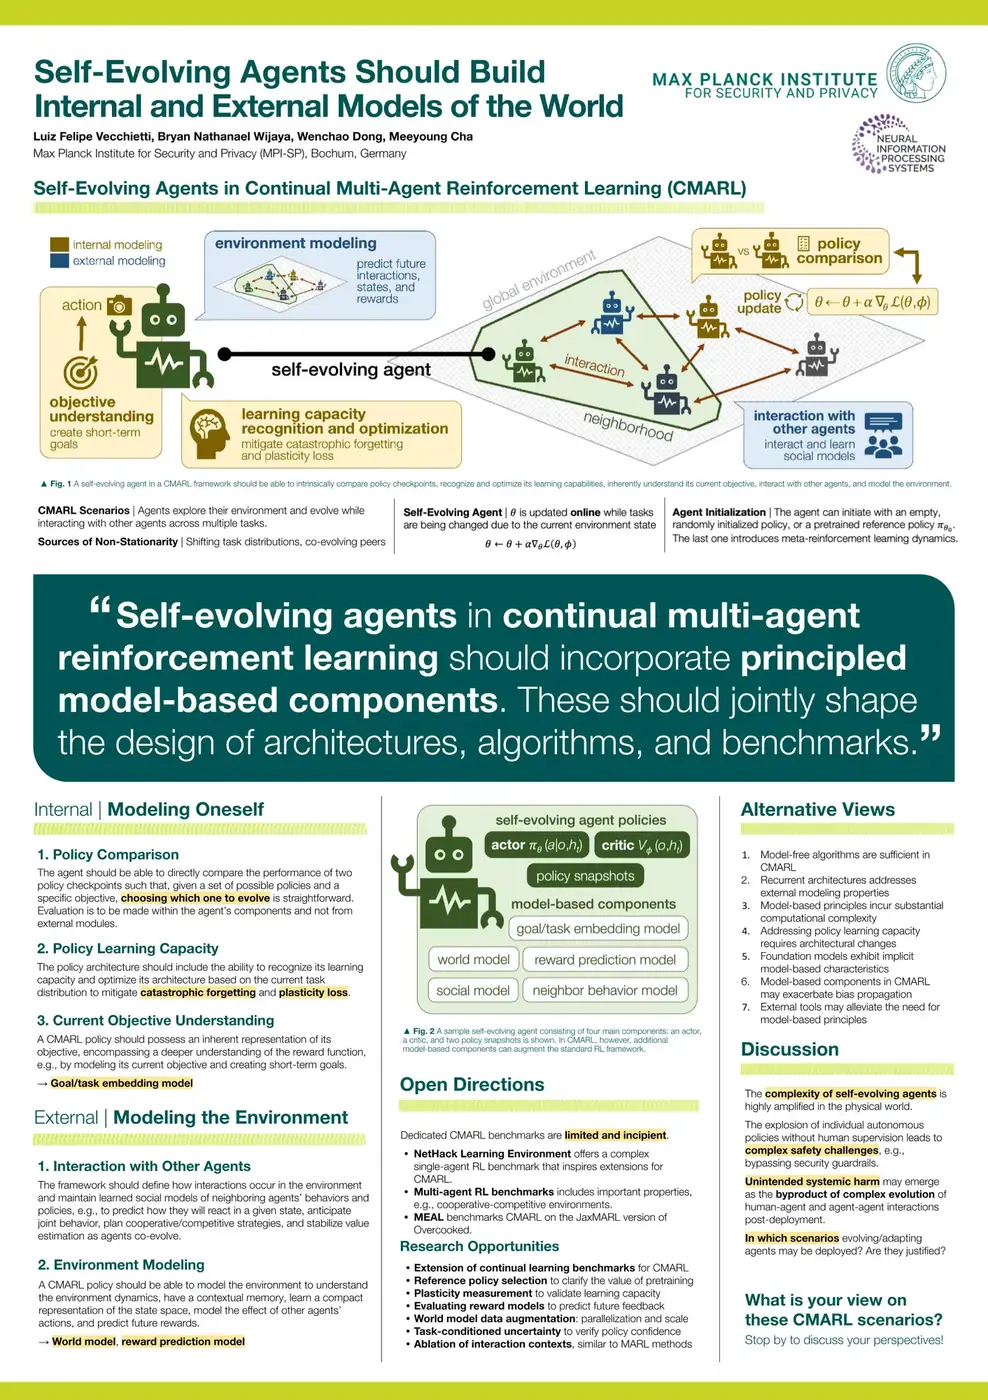 Self-Evolving Agents Should Build
Internal and External Models of the World
Luiz Felipe Vecchietti, Bryan Nathanael Wijaya, Wenchao Dong, Meeyoung Cha
Max Planck Institute for Security and Privacy (MPI-SP), Bochum, Germany
MAX PLANCK INSTITUTE
FOR SECURITY AND PRIVACY
NEURAL
INFORMATION
PROCESSING
SYSTEMS
Self-Evolving Agents in Continual Multi-Agent Reinforcement Learning (CMARL)
internal modeling
external modeling
environment modeling
predict future
interactions,
states, and
rewards
action
objective
understanding
create short-term
goals
self-evolving agent
learning capacity
recognition and optimization
mitigate catastrophic forgetting
and plasticity loss
global environment
interaction
neighborhood
vs
policy
comparison
policy
update
θ ← θ + α ∇θ ℒ(θ,ϕ)
interaction with
other agents
interact and learn
social models
▲ Fig. 1 A self-evolving agent in a CMARL framework should be able to intrinsically compare policy checkpoints, recognize and optimize its learning capabilities, inherently understand its current objective, interact with other agents, and model the environment.
CMARL Scenarios | Agents explore their environment and evolve while
interacting with other agents across multiple tasks.
Sources of Non-Stationarity | Shifting task distributions, co-evolving peers
Self-Evolving Agent | θ is updated online while tasks
are being changed due to the current environment state
θ ← θ + α∇θℒ(θ, ϕ)
Agent Initialization | The agent can initiate with an empty,
randomly initialized policy, or a pretrained reference policy πθ0.
The last one introduces meta-reinforcement learning dynamics.
“Self-evolving agents in continual multi-agent
reinforcement learning should incorporate principled
model-based components. These should jointly shape
the design of architectures, algorithms, and benchmarks.”
Internal | Modeling Oneself
1. Policy Comparison
The agent should be able to directly compare the performance of two
policy checkpoints such that, given a set of possible policies and a
specific objective, choosing which one to evolve is straightforward.
Evaluation is to be made within the agent's components and not from
external modules.
2. Policy Learning Capacity
The policy architecture should include the ability to recognize its learning
capacity and optimize its architecture based on the current task
distribution to mitigate catastrophic forgetting and plasticity loss.
3. Current Objective Understanding
A CMARL policy should possess an inherent representation of its
objective, encompassing a deeper understanding of the reward function,
e.g., by modeling its current objective and creating short-term goals.
→ Goal/task embedding model
External | Modeling the Environment
1. Interaction with Other Agents
The framework should define how interactions occur in the environment
and maintain learned social models of neighboring agents' behaviors and
policies, e.g., to predict how they will react in a given state, anticipate
joint behavior, plan cooperative/competitive strategies, and stabilize value
estimation as agents co-evolve.
2. Environment Modeling
A CMARL policy should be able to model the environment to understand
the environment dynamics, have a contextual memory, learn a compact
representation of the state space, model the effect of other agents'
actions, and predict future rewards.
→ World model, reward prediction model
self-evolving agent policies
actor πθ (a|o,ht)
critic Vϕ (o,ht)
policy snapshots
model-based components
goal/task embedding model
world model
reward prediction model
social model
neighbor behavior model
▲ Fig. 2 A sample self-evolving agent consisting of four main components: an actor,
a critic, and two policy snapshots is shown. In CMARL, however, additional
model-based components can augment the standard RL framework.
Open Directions
Dedicated CMARL benchmarks are limited and incipient.
• NetHack Learning Environment offers a complex
single-agent RL benchmark that inspires extensions for
CMARL.
• Multi-agent RL benchmarks includes important properties,
e.g., cooperative-competitive environments.
• MEAL benchmarks CMARL on the JaxMARL version of
Overcooked.
Research Opportunities
• Extension of continual learning benchmarks for CMARL
• Reference policy selection to clarify the value of pretraining
• Plasticity measurement to validate learning capacity
• Evaluating reward models to predict future feedback
• World model data augmentation: parallelization and scale
• Task-conditioned uncertainty to verify policy confidence
• Ablation of interaction contexts, similar to MARL methods
Alternative Views
1. Model-free algorithms are sufficient in
CMARL
2. Recurrent architectures addresses
external modeling properties
3. Model-based principles incur substantial
computational complexity
4. Addressing policy learning capacity
requires architectural changes
5. Foundation models exhibit implicit
model-based characteristics
6. Model-based components in CMARL
may exacerbate bias propagation
7. External tools may alleviate the need for
model-based principles
Discussion
The complexity of self-evolving agents is
highly amplified in the physical world.
The explosion of individual autonomous
policies without human supervision leads to
complex safety challenges, e.g.,
bypassing security guardrails.
Unintended systemic harm may emerge
as the byproduct of complex evolution of
human-agent and agent-agent interactions
post-deployment.
In which scenarios evolving/adapting
agents may be deployed? Are they justified?
What is your view on
these CMARL scenarios?
Stop by to discuss your perspectives!